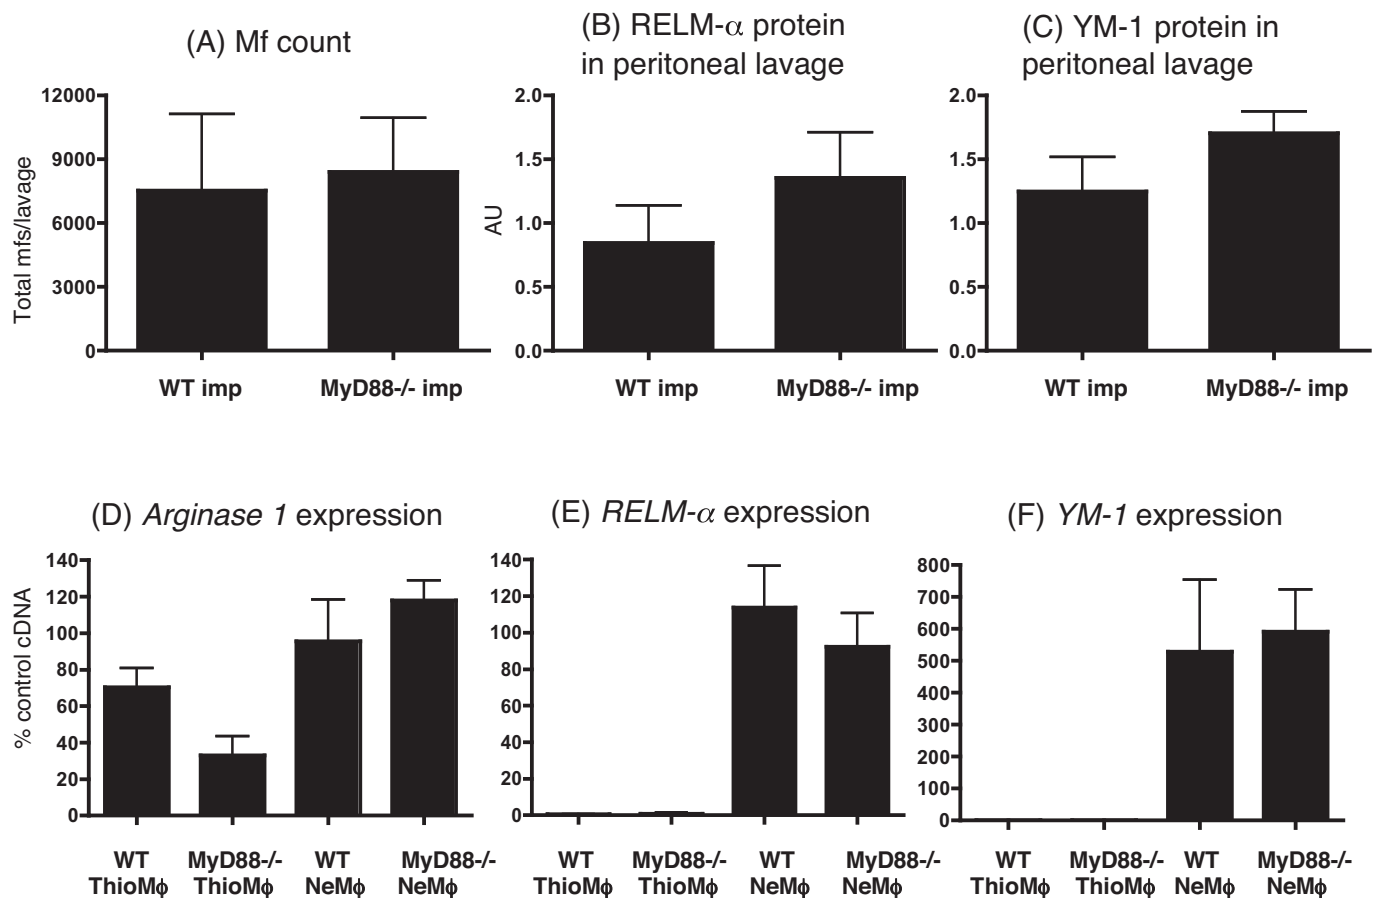 (A) Mf count
(B) RELM-α protein
in peritoneal lavage
(C) YM-1 protein in
peritoneal lavage
Total mfs/lavage
12000
9000
6000
3000
0
WT imp
MyD88-/- imp
AU
2.0
1.5
1.0
0.5
0.0
WT imp
MyD88-/- imp
2.0
1.5
1.0
0.5
0.0
WT imp
MyD88-/- imp
(D) Arginase 1 expression
(E) RELM-α expression
(F) YM-1 expression
% control cDNA
140
120
100
80
60
40
20
0
WT
ThioMϕ
MyD88-/-
ThioMϕ
WT
NeMϕ
MyD88-/-
NeMϕ
140
120
100
80
60
40
20
0
WT
ThioMϕ
MyD88-/-
ThioMϕ
WT
NeMϕ
MyD88-/-
NeMϕ
800
700
600
500
400
300
200
100
0
WT
ThioMϕ
MyD88-/-
ThioMϕ
WT
NeMϕ
MyD88-/-
NeMϕ